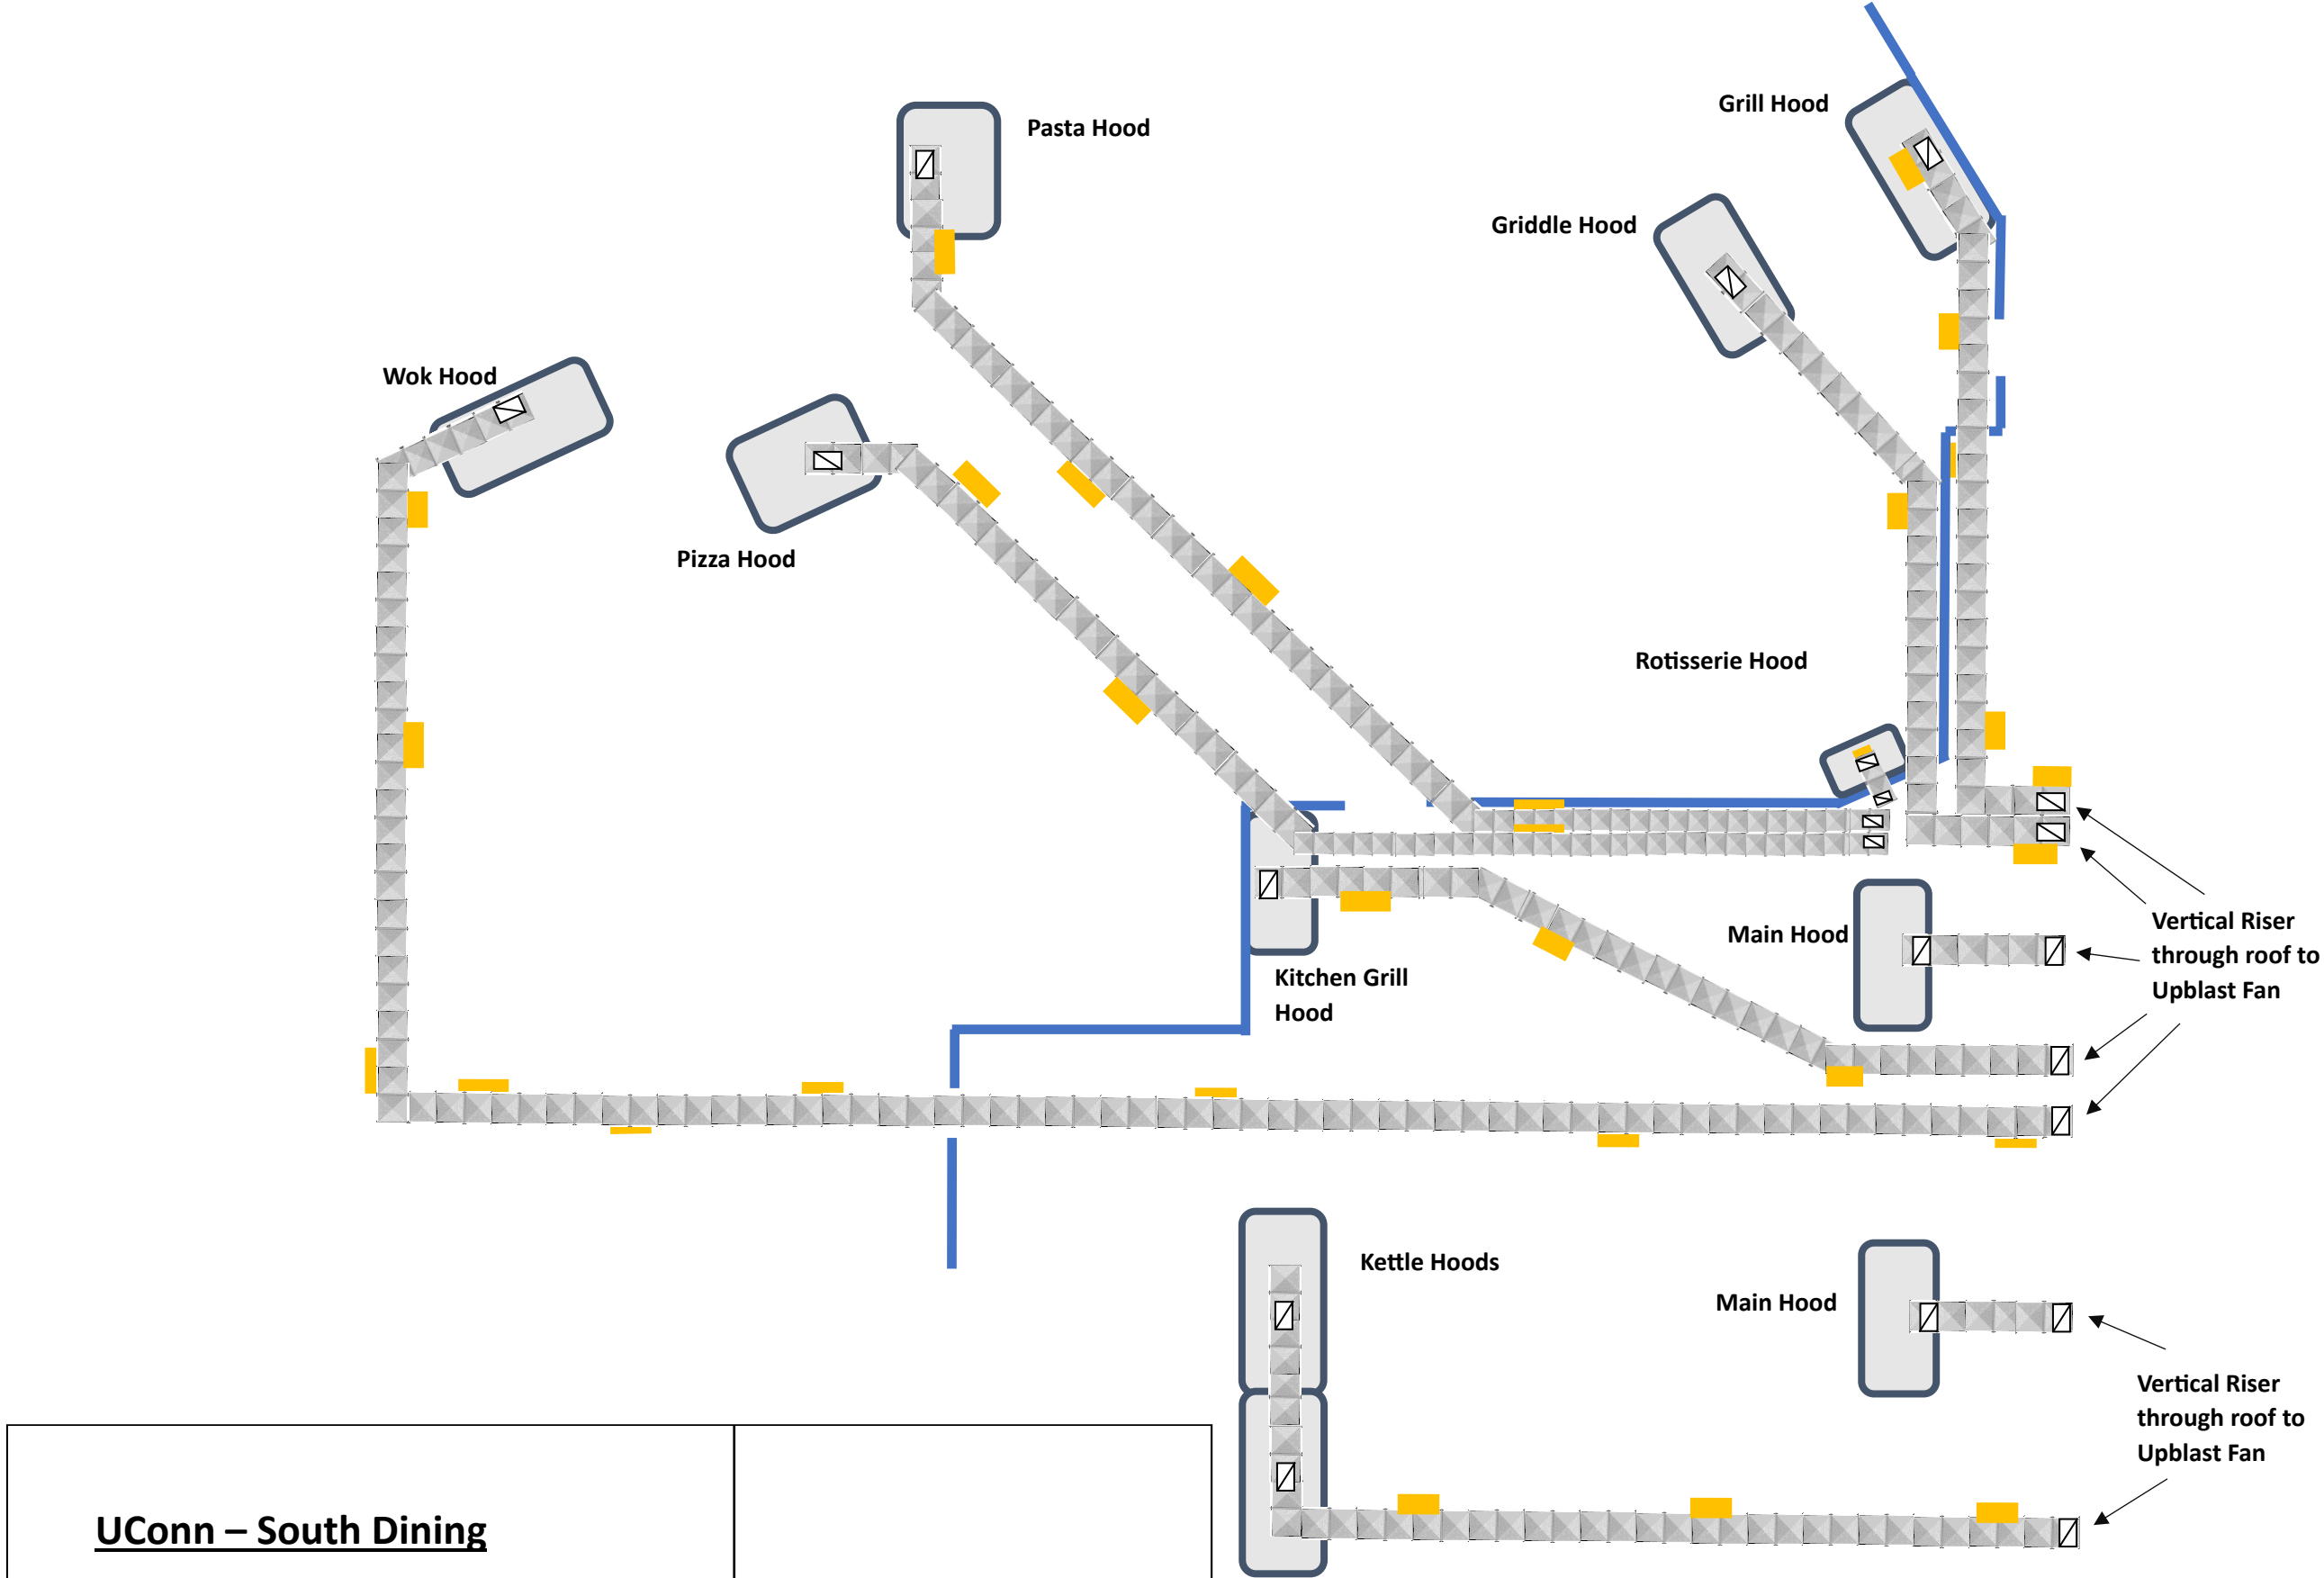 Grill Hood
Pasta Hood
Griddle Hood
Wok Hood
Pizza Hood
Rotisserie Hood
Main Hood
Vertical Riser
through roof to
Upblast Fan
Kitchen Grill
Hood
Kettle Hoods
Main Hood
Vertical Riser
through roof to
Upblast Fan
UConn – South Dining